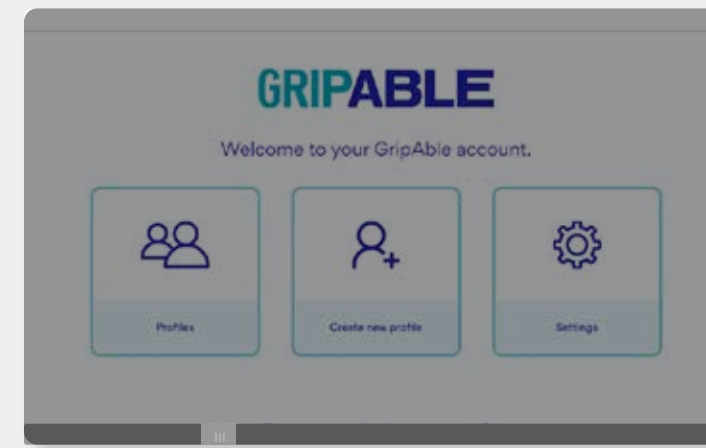 GRIPABLE
Welcome to your GripAble account.
Profiles
Create new profile
Settings